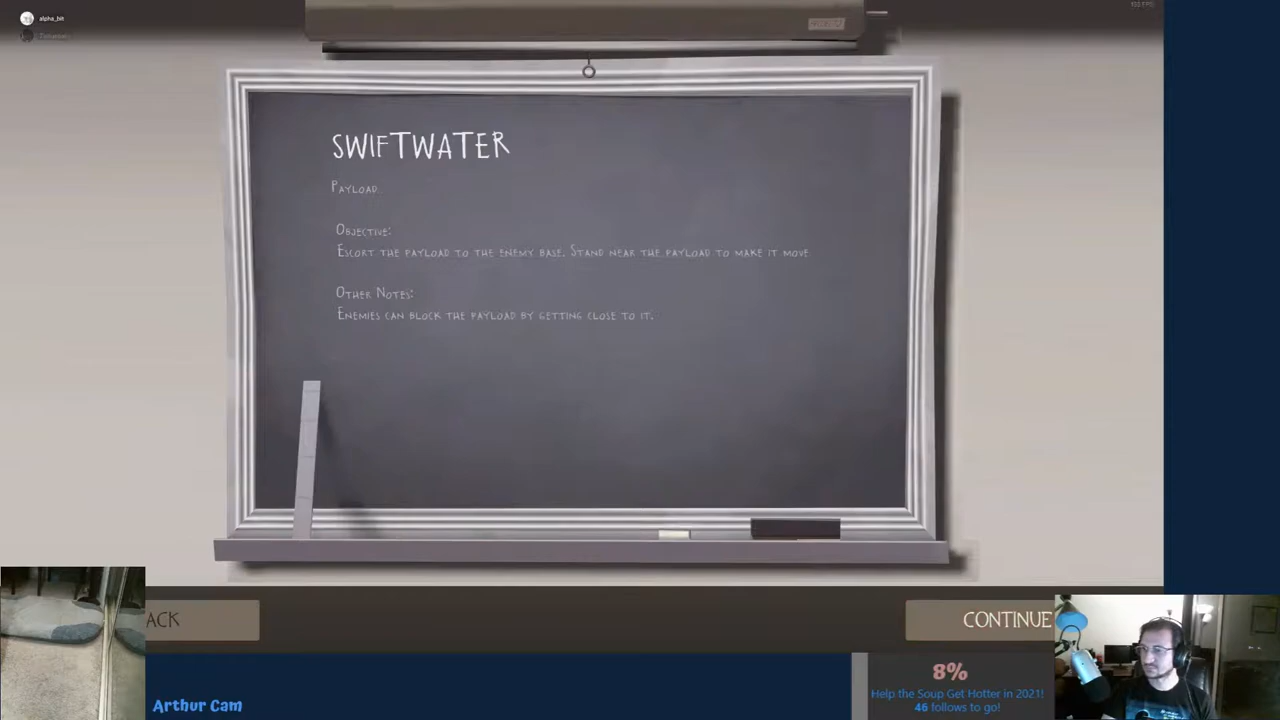 alpha_bit
SWIFTWATER
PAYLOAD
OBJECTIVE:
ESCORT THE PAYLOAD TO THE ENEMY BASE. STAND NEAR THE PAYLOAD TO MAKE IT MOVE
OTHER NOTES:
ENEMIES CAN BLOCK THE PAYLOAD BY GETTING CLOSE TO IT.
ACK
CONTINUE
Arthur Cam
8%
Help the Soup Get Hotter in 2021!
46 follows to go!